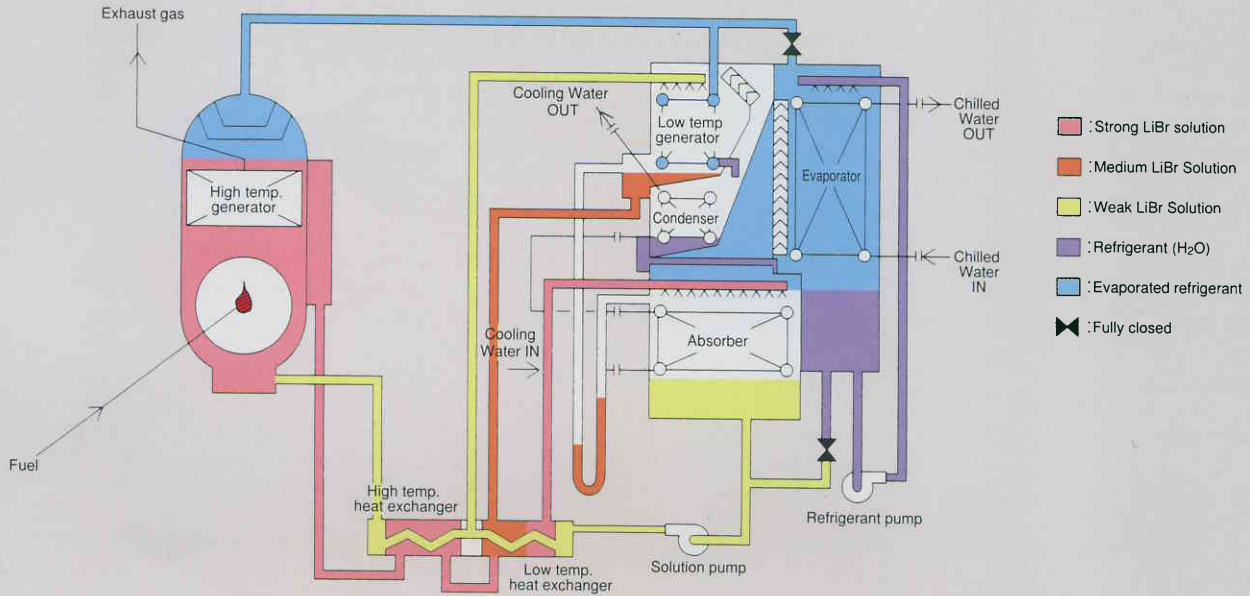 Exhaust gas
High temp.
generator
Fuel
Cooling Water
OUT
Low temp
generator
Condenser
Evaporator
Chilled
Water
OUT
Chilled
Water
IN
Cooling
Water IN
Absorber
High temp.
heat exchanger
Low temp.
heat exchanger
Solution pump
Refrigerant pump
:Strong LiBr solution
:Medium LiBr Solution
:Weak LiBr Solution
:Refrigerant (H₂O)
:Evaporated refrigerant
:Fully closed